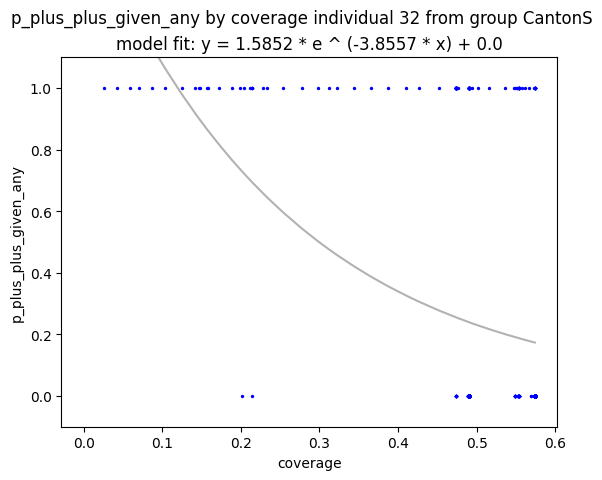 p_plus_plus_given_any by coverage individual 32 from group CantonS
model fit: y = 1.5852 * e ^ (-3.8557 * x) + 0.0
p_plus_plus_given_any
1.0
0.8
0.6
0.4
0.2
0.0
0.0 0.1 0.2 0.3 0.4 0.5 0.6
coverage